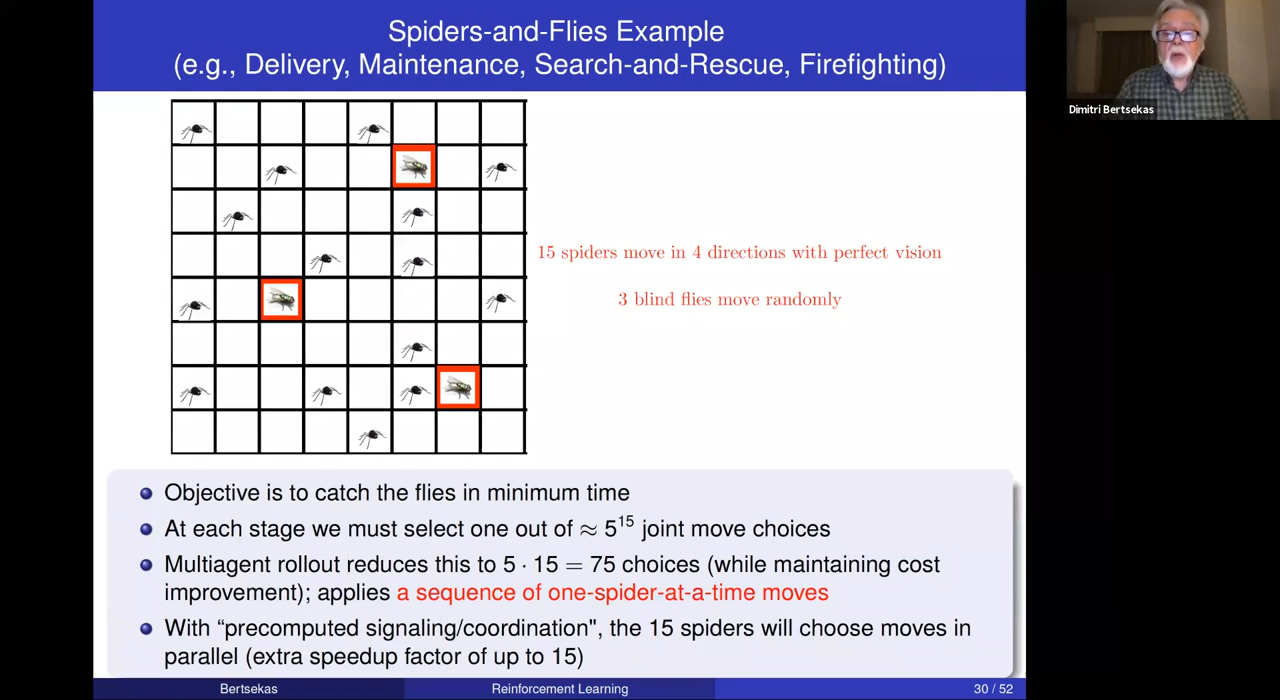 Spiders-and-Flies Example
(e.g., Delivery, Maintenance, Search-and-Rescue, Firefighting)
Dimitri Bertsekas
15 spiders move in 4 directions with perfect vision
3 blind flies move randomly
Objective is to catch the flies in minimum time
At each stage we must select one out of ≈ 5¹⁵ joint move choices
Multiagent rollout reduces this to 5 · 15 = 75 choices (while maintaining cost
improvement); applies a sequence of one-spider-at-a-time moves
With “precomputed signaling/coordination", the 15 spiders will choose moves in
parallel (extra speedup factor of up to 15)
Bertsekas
Reinforcement Learning
30 / 52